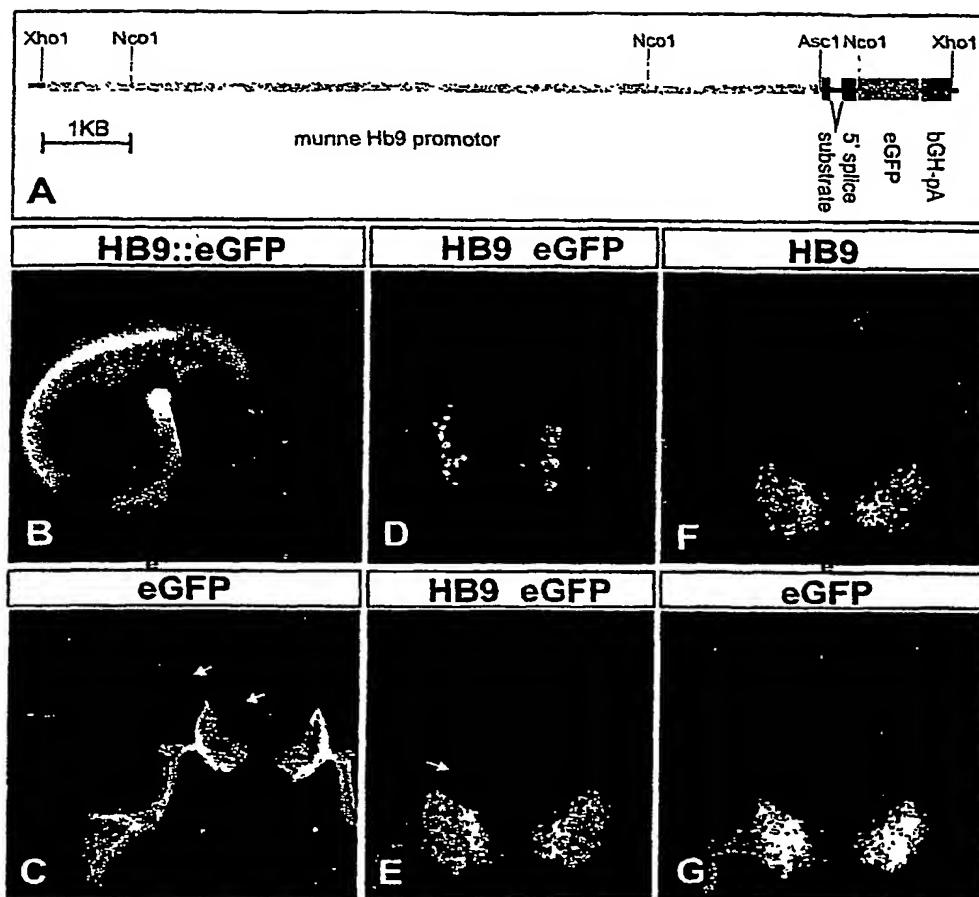 Xho1 Nco1 Nco1 Asc1 Nco1 Xho1
1KB
munne Hb9 promotor
substrate
5' splice
eGFP
bGH-pA
A
HB9::eGFP
HB9 eGFP
HB9
B
D
F
eGFP
HB9 eGFP
eGFP
C
E
G